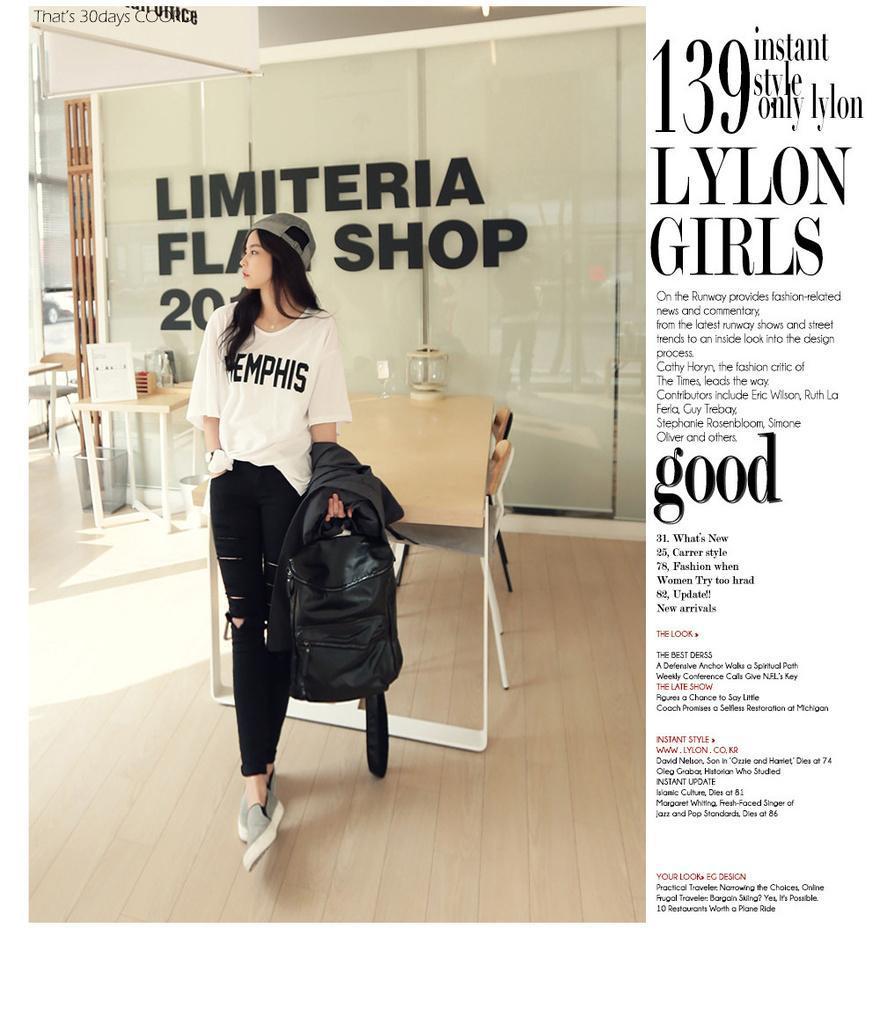 That's 30days COORCE
office
LIMITERIA
FLA SHOP
201
MEMPHIS
139
instant
style
only lylon
LYLON
GIRLS
On the Runway provides fashion-related
news and commentary,
from the latest runway shows and street
trends to an inside look into the design
process.
Cathy Horyn, the fashion critic of
The Times, leads the way.
Contributors include Eric Wilson, Ruth La
Ferla, Guy Trebay,
Stephanie Rosenbloom, Simone
Oliver and others.
good
31. What's New
25, Carrer style
78, Fashion when
Women Try too hrad
82, Update!!
New arrivals
THE LOOK »
THE BEST DERSS
A Defensive Anchor Walks a Spiritual Path
Weekly Conference Calls Give N.F.L.'s Key
THE LATE SHOW
Figures a Chance to Say Little
Coach Promises a Selfless Restoration at Michigan
INSTANT STYLE »
WWW . LYLON . CO. KR
David Nelson, Son in 'Ozzie and Harriet,' Dies at 74
Oleg Grabar, Historian Who Studied
INSTANT UPDATE
Islamic Culture, Dies at 81
Margaret Whiting, Fresh-Faced Singer of
Jazz and Pop Standards, Dies at 86
YOUR LOOK» EG DESIGN
Practical Traveler: Narrowing the Choices, Online
Frugal Traveler: Bargain Skiing? Yes, It's Possible.
10 Restaurants Worth a Plane Ride